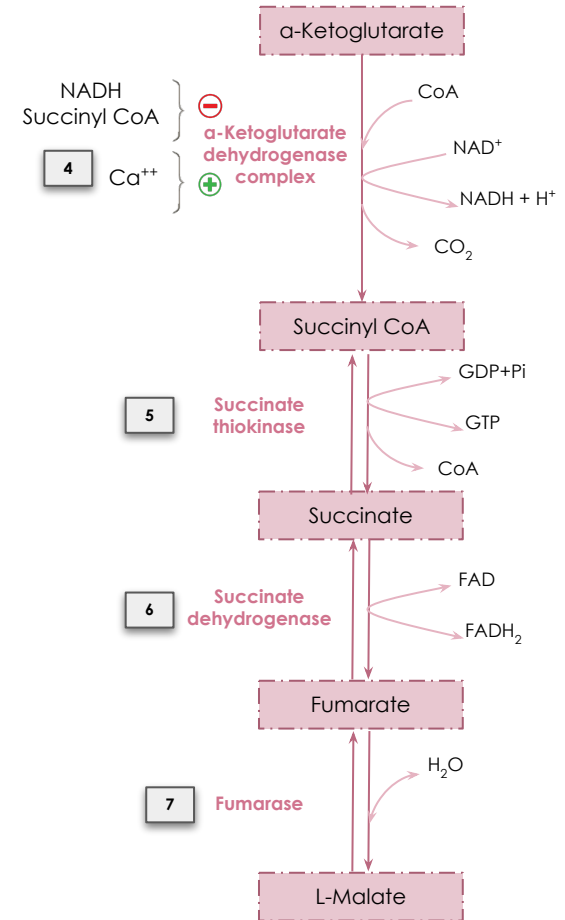 α-Ketoglutarate
NADH
Succinyl CoA
4
Ca⁺⁺
α-Ketoglutarate
dehydrogenase
complex
CoA
NAD⁺
NADH + H⁺
CO₂
Succinyl CoA
5
Succinate
thiokinase
GDP+Pi
GTP
CoA
Succinate
6
Succinate
dehydrogenase
FAD
FADH₂
Fumarate
7
Fumarase
H₂O
L-Malate